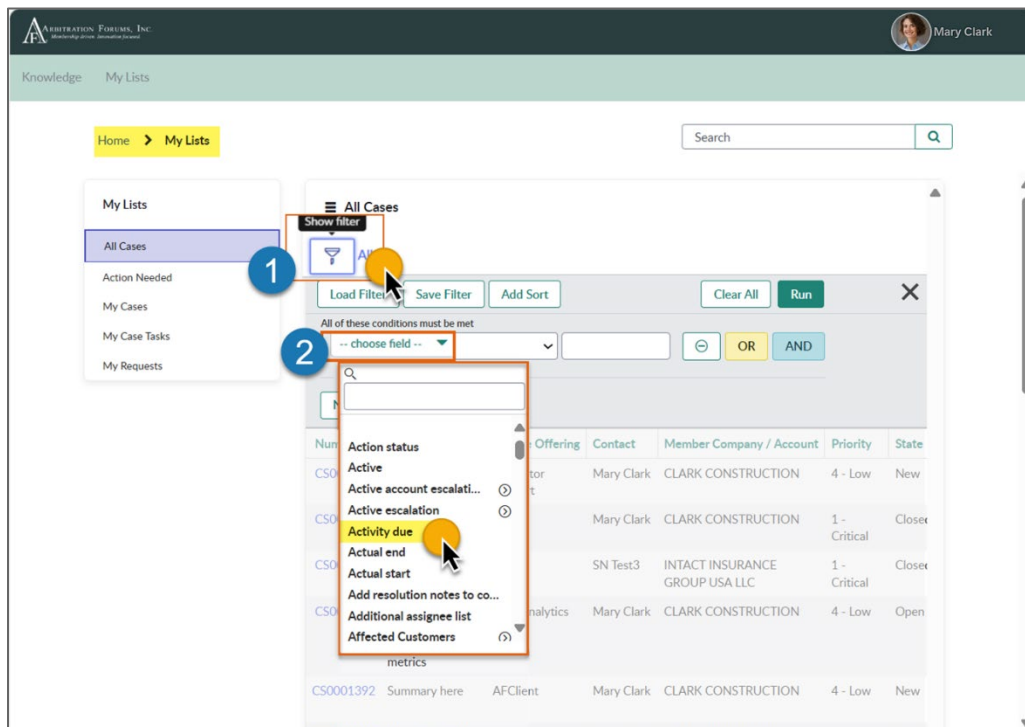 ARBITRATION FORUMS, INC.
Membership driven. Innovation focused.
Mary Clark
Knowledge My Lists
Home > My Lists
Search
My Lists
All Cases
Action Needed
My Cases
My Case Tasks
My Requests
All Cases
Show filter
1
Load Filter Save Filter Add Sort Clear All Run
All of these conditions must be met
2
-- choose field --
OR AND
Action status
Active
Active account escalati...
Active escalation
Activity due
Actual end
Actual start
Add resolution notes to co...
Additional assignee list
Affected Customers
Offering Contact Member Company / Account Priority State
Mary Clark CLARK CONSTRUCTION 4 - Low New
Mary Clark CLARK CONSTRUCTION 1 - Critical
SN Test3 INTACT INSURANCE GROUP USA LLC 1 - Critical
Mary Clark CLARK CONSTRUCTION 4 - Low Open
metrics
CS0001392 Summary here AFClient Mary Clark CLARK CONSTRUCTION 4 - Low New